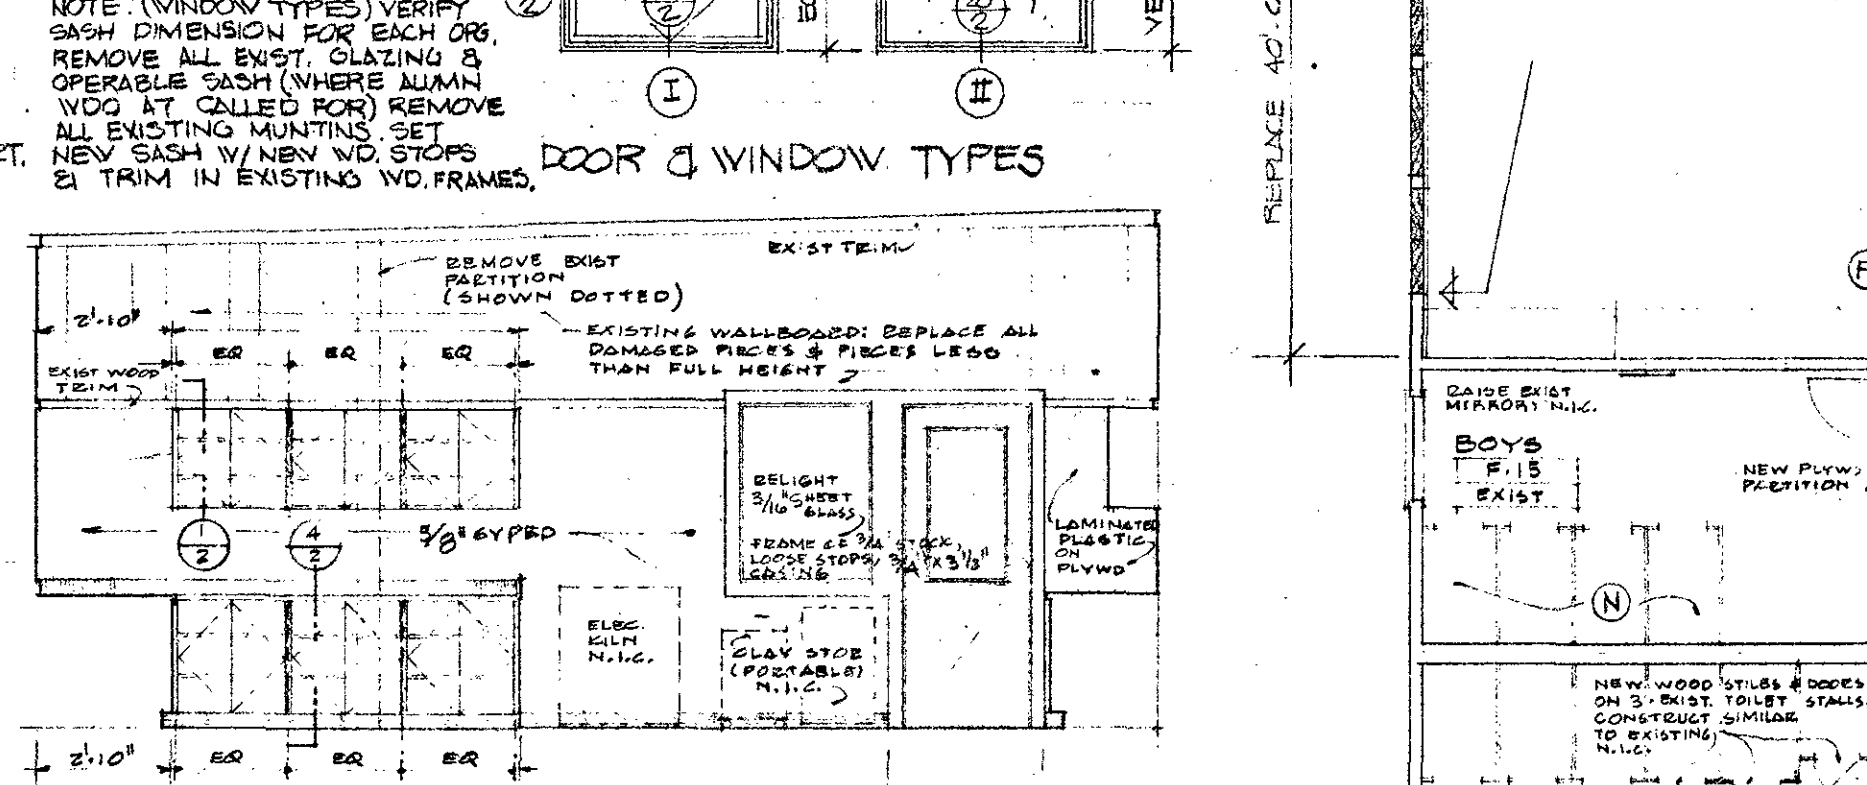 NOTE: (WINDOW TYPES) VERIFY
SASH DIMENSION FOR EACH OPG.
REMOVE ALL EXIST. GLAZING &
OPERABLE SASH (WHERE ALUMN
WDO AT CALLED FOR) REMOVE
ALL EXISTING MUNTINS. SET
NEW SASH W/ NEW WD. STOPS
& TRIM IN EXISTING WD. FRAMES.
2
2
2
I
II
DOOR & WINDOW TYPES
REPLACE 40'
EXIST TRIM
REMOVE EXIST
PARTITION
(SHOWN DOTTED)
2'-10"
EXISTING WALLBOARD: REPLACE ALL
DAMAGED PIECES & PIECES LESS
THAN FULL HEIGHT
EQ EQ EQ
EXIST WOOD
TRIM
RELIGHT
3/16" SHEET
GLASS
FRAME OF 3/4" STOCK,
LOOSE STOPS, 3/4" X 3 1/2"
CASING
1
2
4
2
5/8" GYPBD
LAMINATED
PLASTIC
ON
PLYWD
ELEC.
KILN
N.I.C.
CLAY STOR
(PORTABLE)
N.I.C.
2'-10" EQ EQ EQ
RAISE EXIST
MIRROR; N.I.C.
BOYS
F.15
EXIST
NEW PLYWD
PARTITION
N
NEW WOOD STILES & DOORS
ON 3 EXIST. TOILET STALLS.
CONSTRUCT SIMILAR
TO EXISTING;
N.I.C.